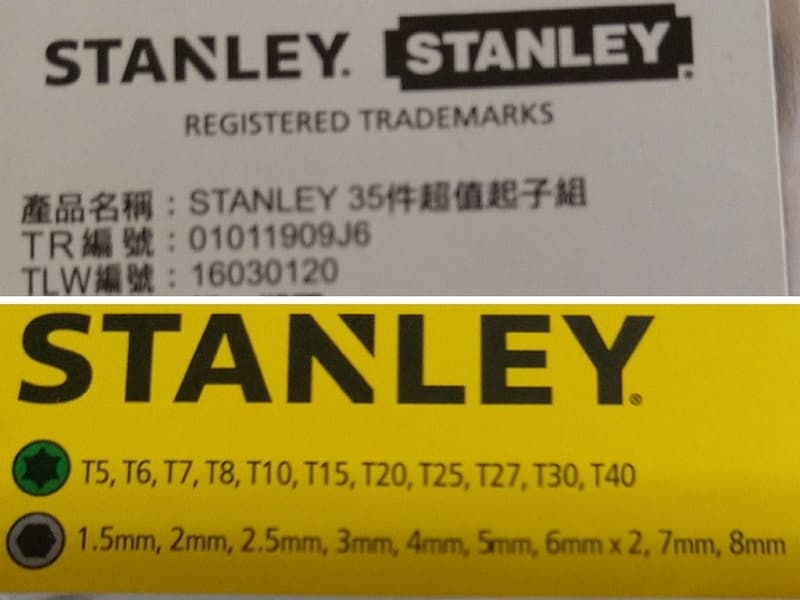 STANLEY. STANLEY.
REGISTERED TRADEMARKS
產品名稱：STANLEY 35件超值起子組
TR編號：01011909J6
TLW編號：16030120
STANLEY®
T5, T6, T7, T8, T10, T15, T20, T25, T27, T30, T40
1.5mm, 2mm, 2.5mm, 3mm, 4mm, 5mm, 6mm x 2, 7mm, 8mm